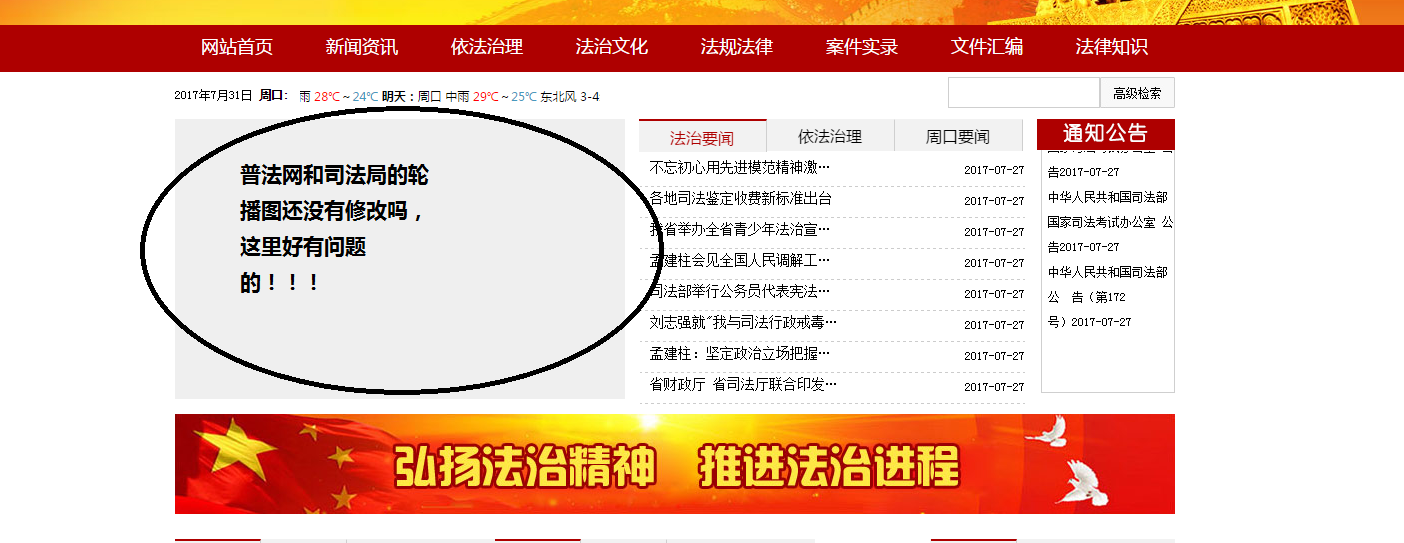 网站首页 新闻资讯 依法治理 法治文化 法规法律 案件实录 文件汇编 法律知识
2017年7月31日 周口: 雨 28℃～24℃ 明天：周口 中雨 29℃～25℃ 东北风 3-4
高级检索
普法网和司法局的轮
播图还没有修改吗，
这里好有问题
的！！！
法治要闻 依法治理 周口要闻
不忘初心用先进模范精神激… 2017-07-27
各地司法鉴定收费新标准出台 2017-07-27
我省举办全省青少年法治宣… 2017-07-27
孟建柱会见全国人民调解工… 2017-07-27
司法部举行公务员代表宪法… 2017-07-27
刘志强就"我与司法行政戒毒… 2017-07-27
孟建柱：坚定政治立场把握… 2017-07-27
省财政厅 省司法厅联合印发… 2017-07-27
通知公告
告2017-07-27
中华人民共和国司法部
国家司法考试办公室 公
告2017-07-27
中华人民共和国司法部
公 告（第172
号）2017-07-27
弘扬法治精神 推进法治进程